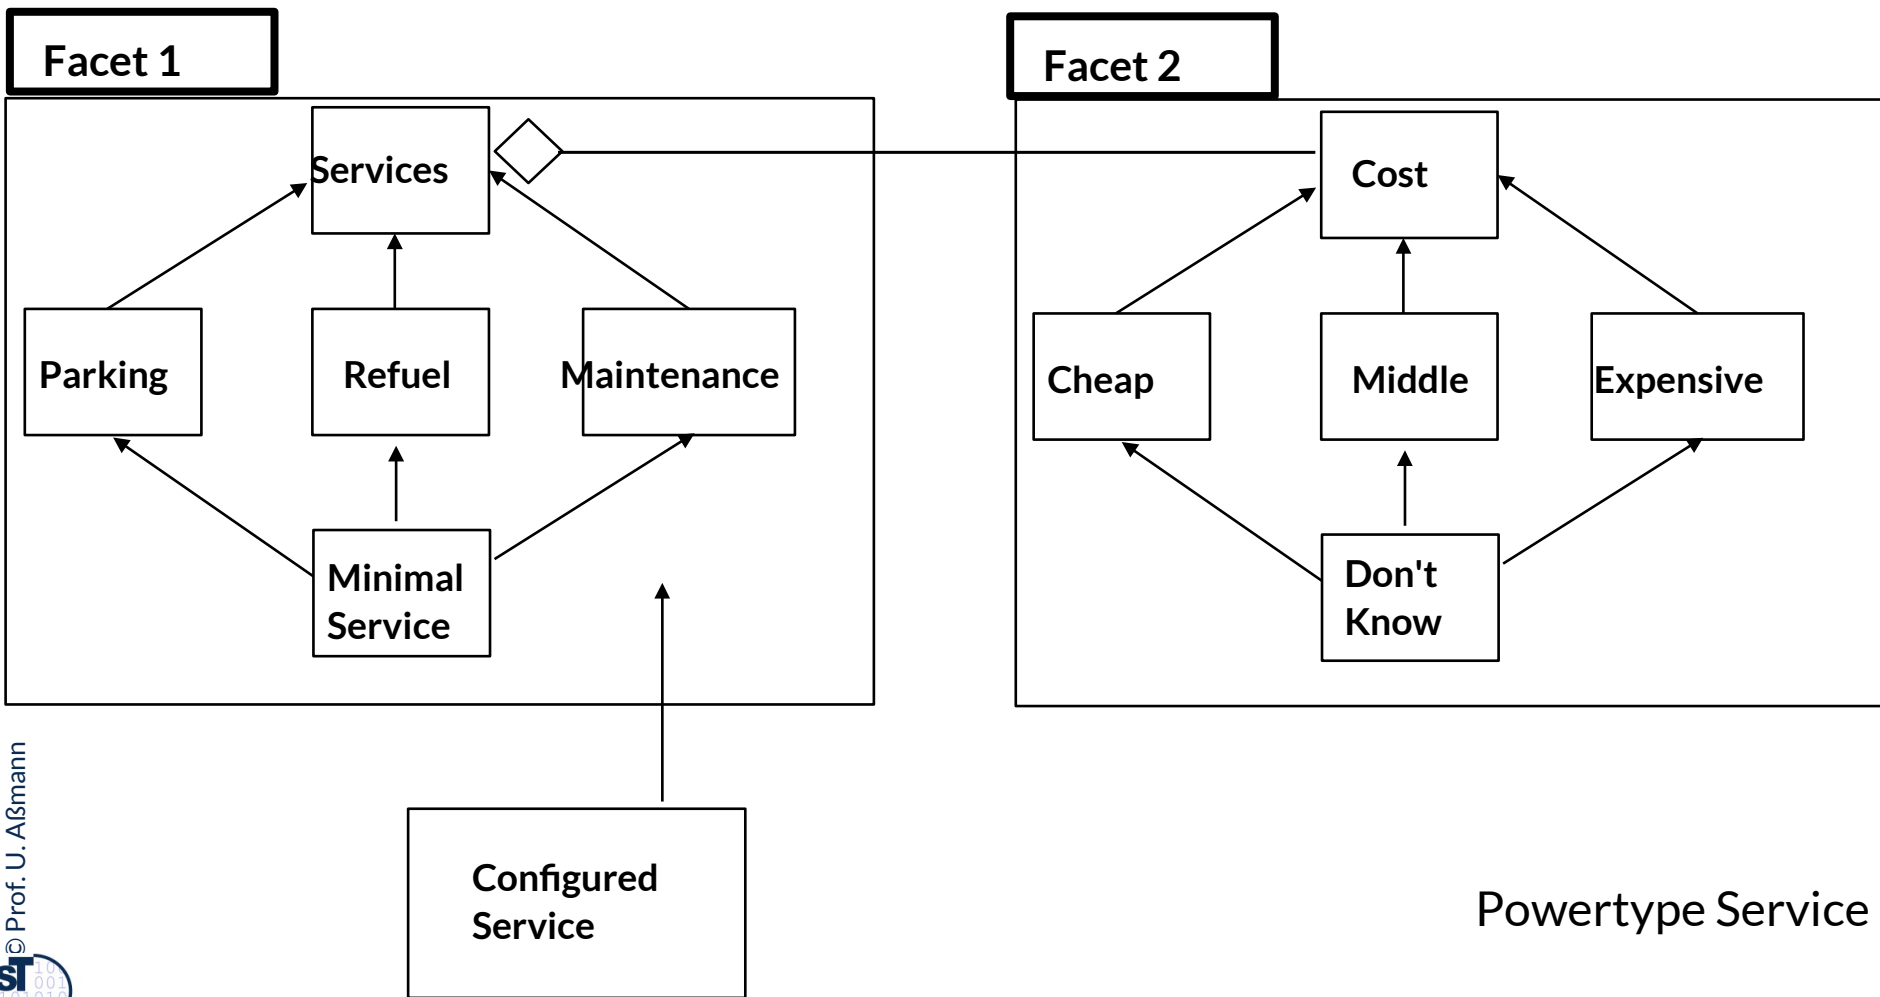 Facet 1
Facet 2
Services
Cost
Parking
Refuel
Maintenance
Cheap
Middle
Expensive
Minimal
Service
Don't
Know
Configured
Service
Powertype Service
© Prof. U. Aßmann
ST